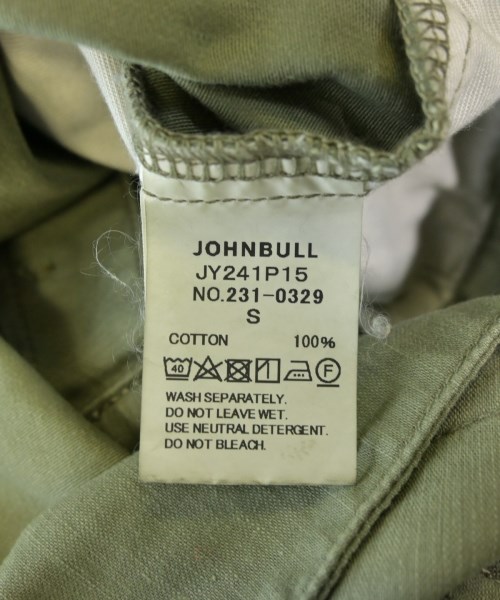 JOHNBULL
JY241P15
NO.231-0329
S
COTTON 100%
40 F
WASH SEPARATELY.
DO NOT LEAVE WET.
USE NEUTRAL DETERGENT.
DO NOT BLEACH.